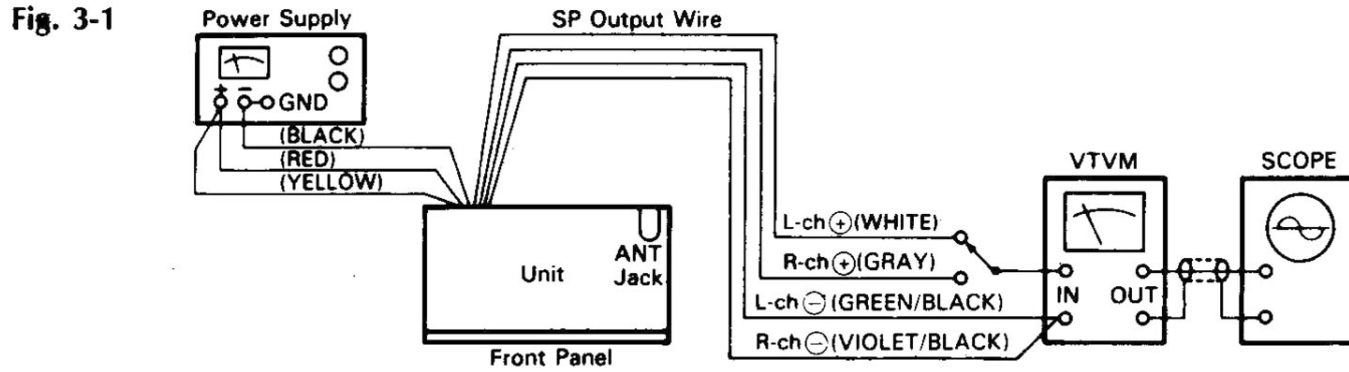 Fig. 3-1
Power Supply
SP Output Wire
+ −
GND
(BLACK)
(RED)
(YELLOW)
VTVM
SCOPE
L-ch ⊕ (WHITE)
R-ch ⊕ (GRAY)
L-ch ⊖ (GREEN/BLACK)
R-ch ⊖ (VIOLET/BLACK)
ANT
Jack
Unit
IN
OUT
Front Panel